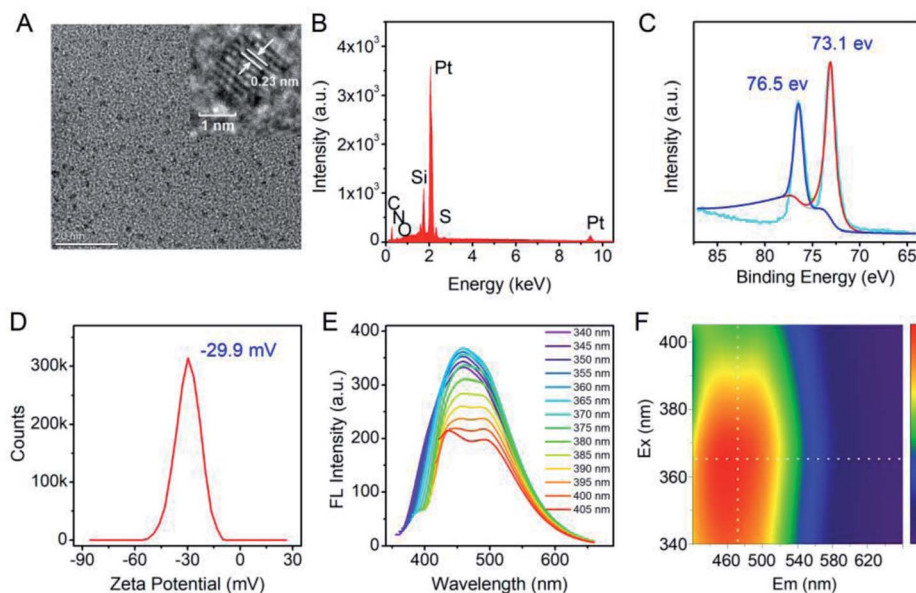 A
20 nm
0.23 nm
1 nm
B
4x10³
3x10³
2x10³
1x10³
0
Intensity (a.u.)
Pt
Si
C
N
O
S
Pt
0 2 4 6 8 10
Energy (keV)
C
73.1 ev
76.5 ev
Intensity (a.u.)
85 80 75 70 65
Binding Energy (eV)
D
-29.9 mV
300k
200k
100k
0
Counts
-90 -60 -30 0 30
Zeta Potential (mV)
E
400
300
200
100
0
FL Intensity (a.u.)
340 nm
345 nm
350 nm
355 nm
360 nm
365 nm
370 nm
375 nm
380 nm
385 nm
390 nm
395 nm
400 nm
405 nm
400 500 600
Wavelength (nm)
F
400
380
360
340
Ex (nm)
460 500 540 580 620
Em (nm)